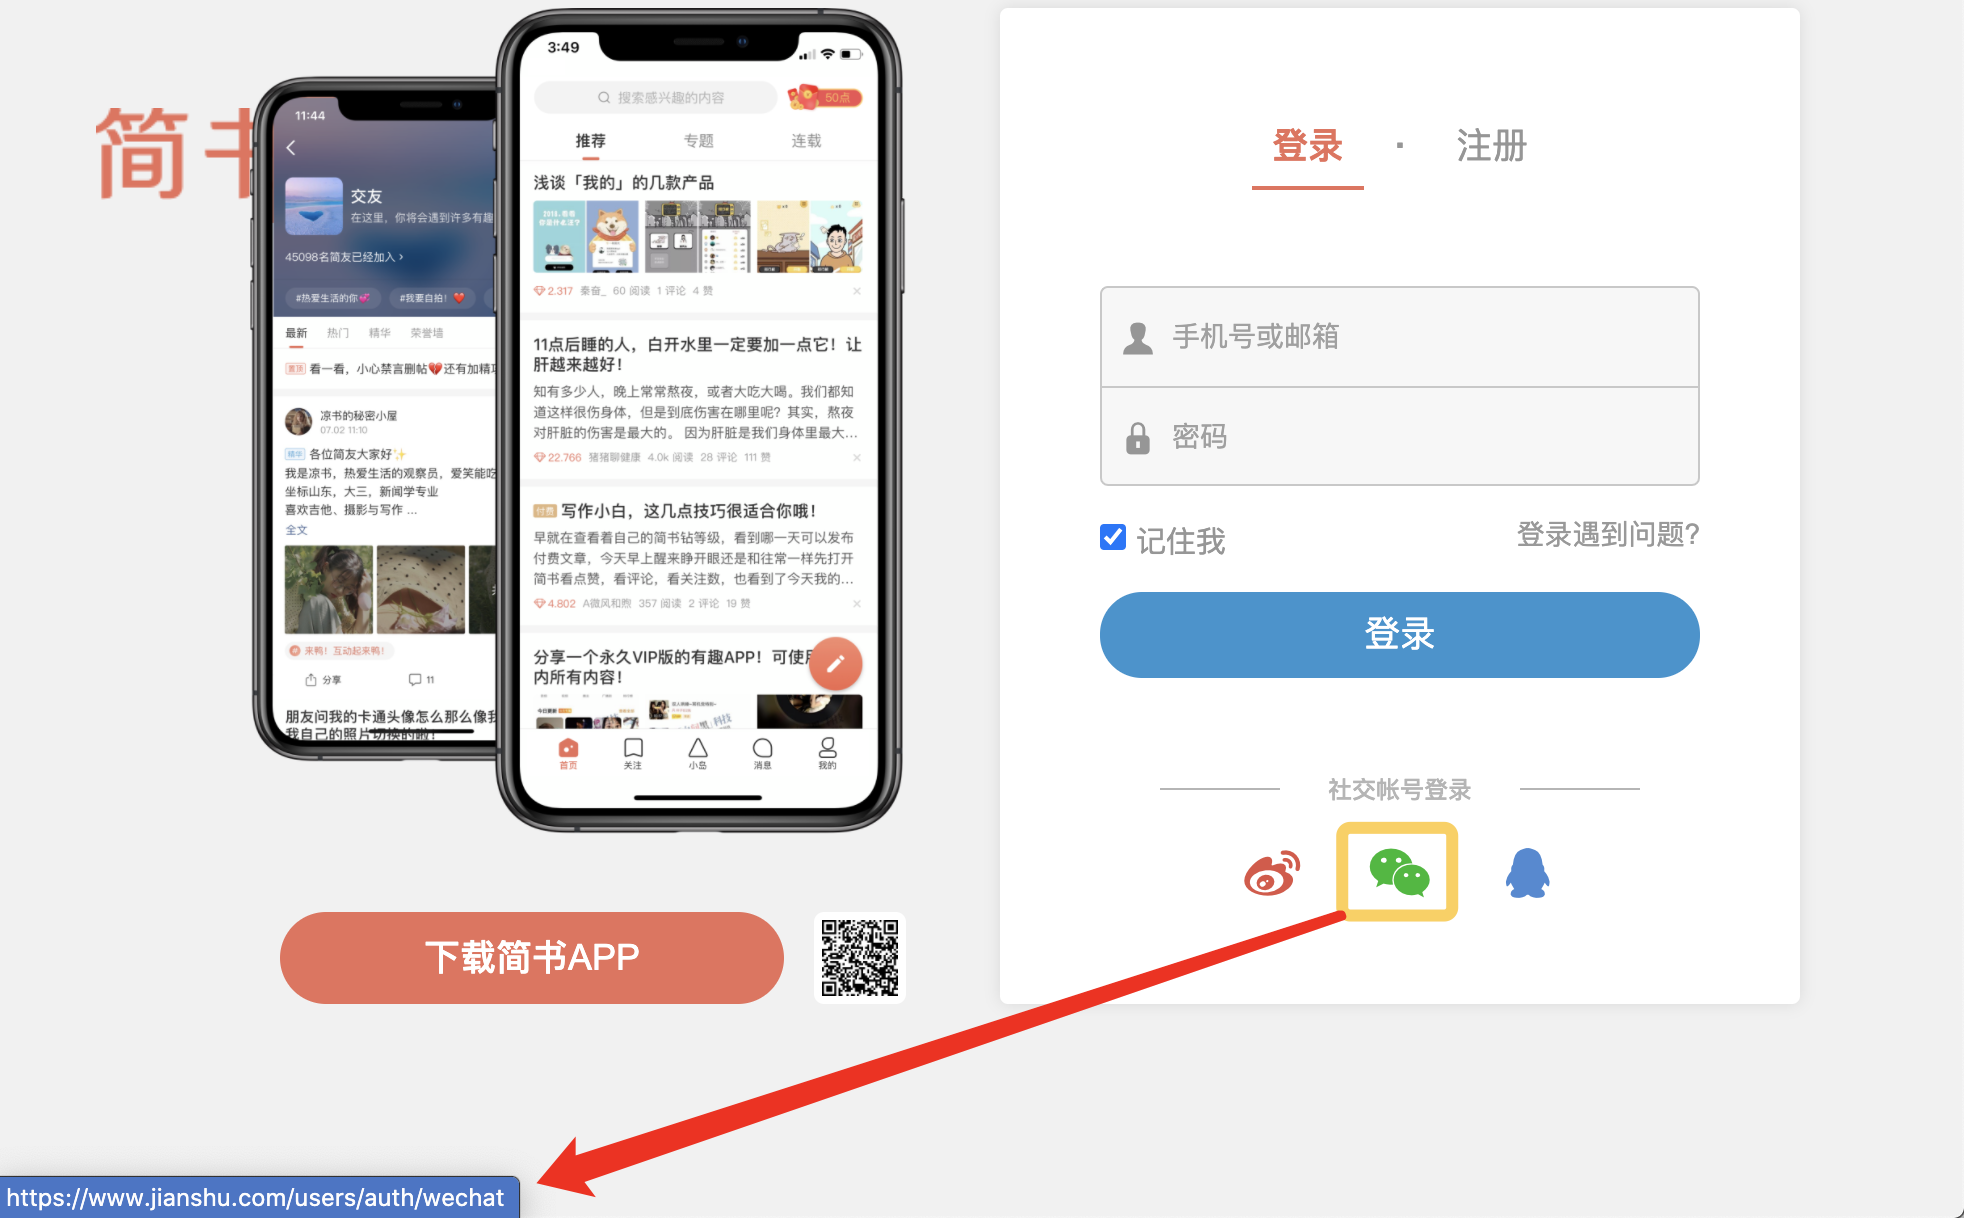 简书
11:44
交友
在这里，你将会遇到许多有趣
45098名简友已经加入 ›
#热爱生活的你💕 #我要自拍！❤️
最新 热门 精华 荣誉墙
置顶 看一看，小心禁言删帖💔还有加精
凉书的秘密小屋
07.02 11:10
精华 各位简友大家好✨
我是凉书，热爱生活的观察员，爱笑能吃
坐标山东，大三，新闻学专业
喜欢吉他、摄影与写作 ...
全文
# 来鸭！互动起来鸭！
分享 11
朋友问我的卡通头像怎么那么像我
我自己的照片切换的啦！
3:49
搜索感兴趣的内容 50点
推荐 专题 连载
浅谈「我的」的几款产品
2.317 秦奋_ 60 阅读 1 评论 4 赞
11点后睡的人，白开水里一定要加一点它！让
肝越来越好！
知有多少人，晚上常常熬夜，或者大吃大喝。我们都知
道这样很伤身体，但是到底伤害在哪里呢？其实，熬夜
对肝脏的伤害是最大的。 因为肝脏是我们身体里最大...
22.766 猪猪聊健康 4.0k 阅读 28 评论 111 赞
付费 写作小白，这几点技巧很适合你哦！
早就在查看着自己的简书钻等级，看到哪一天可以发布
付费文章，今天早上醒来睁开眼还是和往常一样先打开
简书看点赞，看评论，看关注数，也看到了今天我的...
4.802 A微风和煦 357 阅读 2 评论 19 赞
分享一个永久VIP版的有趣APP！可使用
内所有内容！
首页 关注 小岛 消息 我的
下载简书APP
登录 · 注册
手机号或邮箱
密码
记住我
登录遇到问题?
登录
社交帐号登录
https://www.jianshu.com/users/auth/wechat